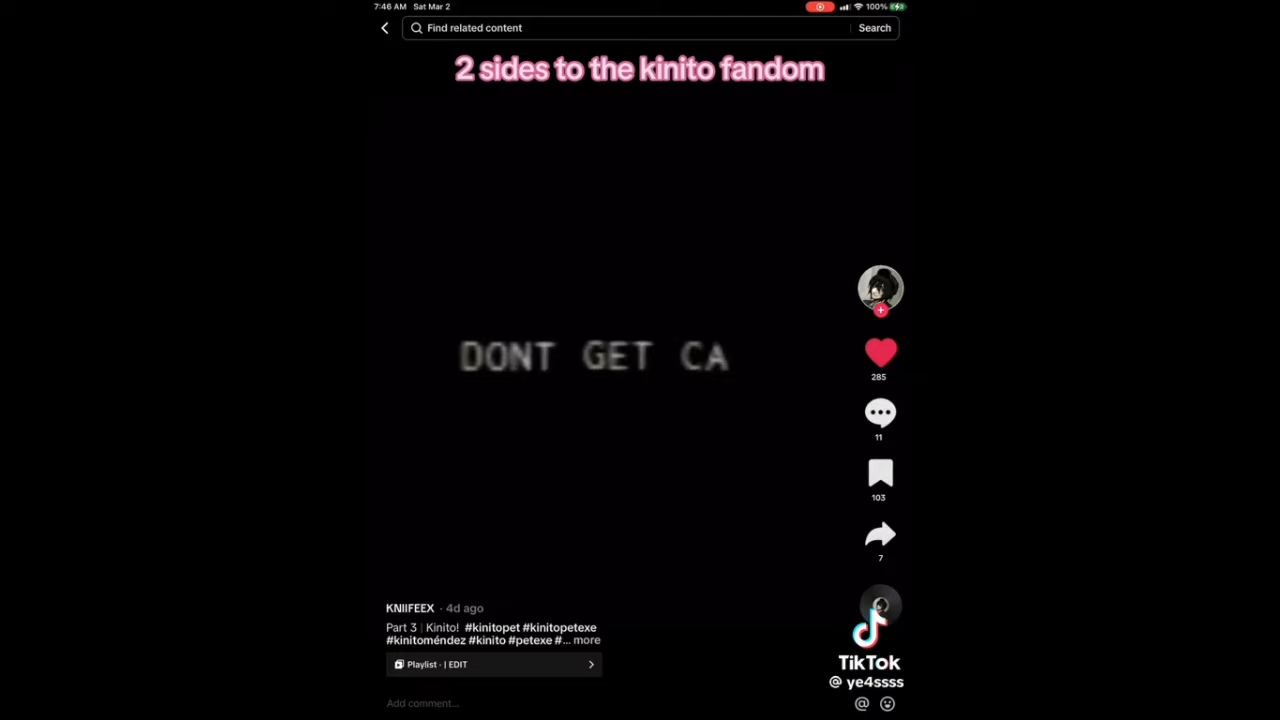 7:46 AM Sat Mar 2
100%
Find related content
Search
2 sides to the kinito fandom
DONT GET CA
285
11
103
7
KNIIFEEX · 4d ago
Part 3 | Kinito! #kinitopet #kinitopetexe
#kinitoméndez #kinito #petexe #... more
Playlist · | EDIT
Add comment...
TikTok
@ ye4ssss